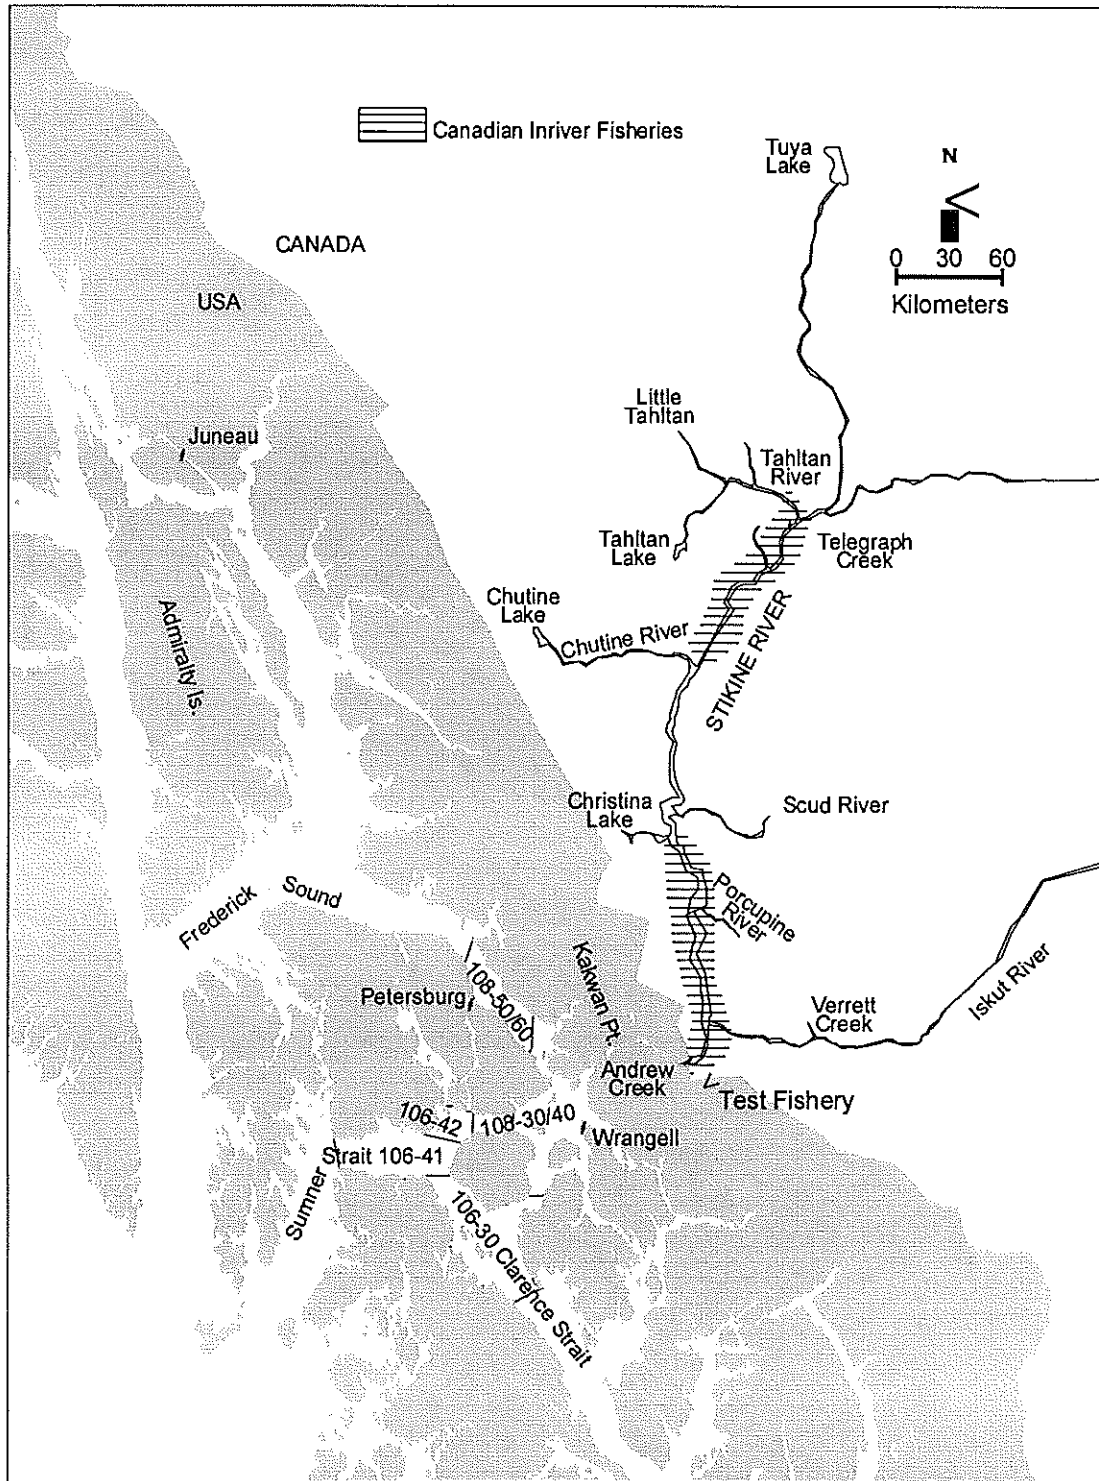 Canadian Inriver Fisheries
Tuya
Lake
N
CANADA
0 30 60
Kilometers
USA
Little
Tahltan
Juneau
Tahltan
River
Tahltan
Lake
Telegraph
Creek
Chutine
Lake
Chutine River
STIKINE RIVER
Admiralty Is.
Christina
Lake
Scud River
Frederick Sound
Porcupine
River
Kakwan Pt.
108-50/60
Petersburg
Iskut River
Verrett
Creek
Andrew
Creek
Test Fishery
106-42
108-30/40
Wrangell
Sumner Strait 106-41
106-30 Clarence Strait